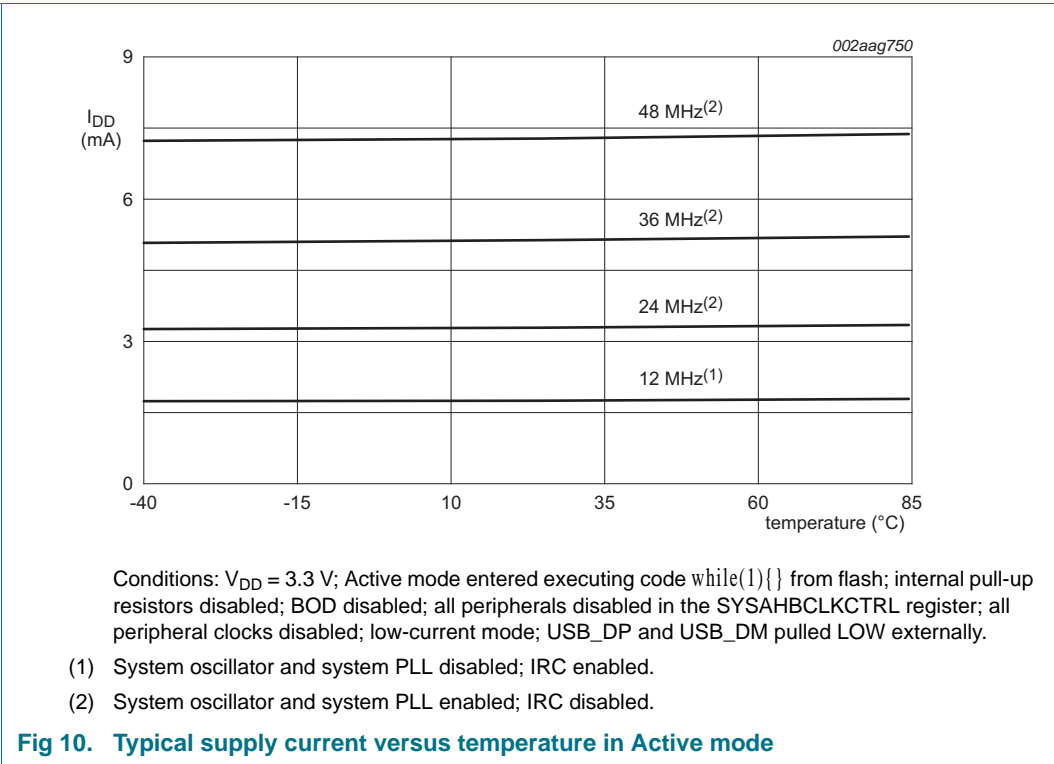 002aag750
9
I_DD
(mA)
48 MHz(2)
6
36 MHz(2)
24 MHz(2)
3
12 MHz(1)
0
-40 -15 10 35 60 85
temperature (°C)
Conditions: V_DD = 3.3 V; Active mode entered executing code while(1){} from flash; internal pull-up
resistors disabled; BOD disabled; all peripherals disabled in the SYSAHBCLKCTRL register; all
peripheral clocks disabled; low-current mode; USB_DP and USB_DM pulled LOW externally.
(1) System oscillator and system PLL disabled; IRC enabled.
(2) System oscillator and system PLL enabled; IRC disabled.
Fig 10. Typical supply current versus temperature in Active mode